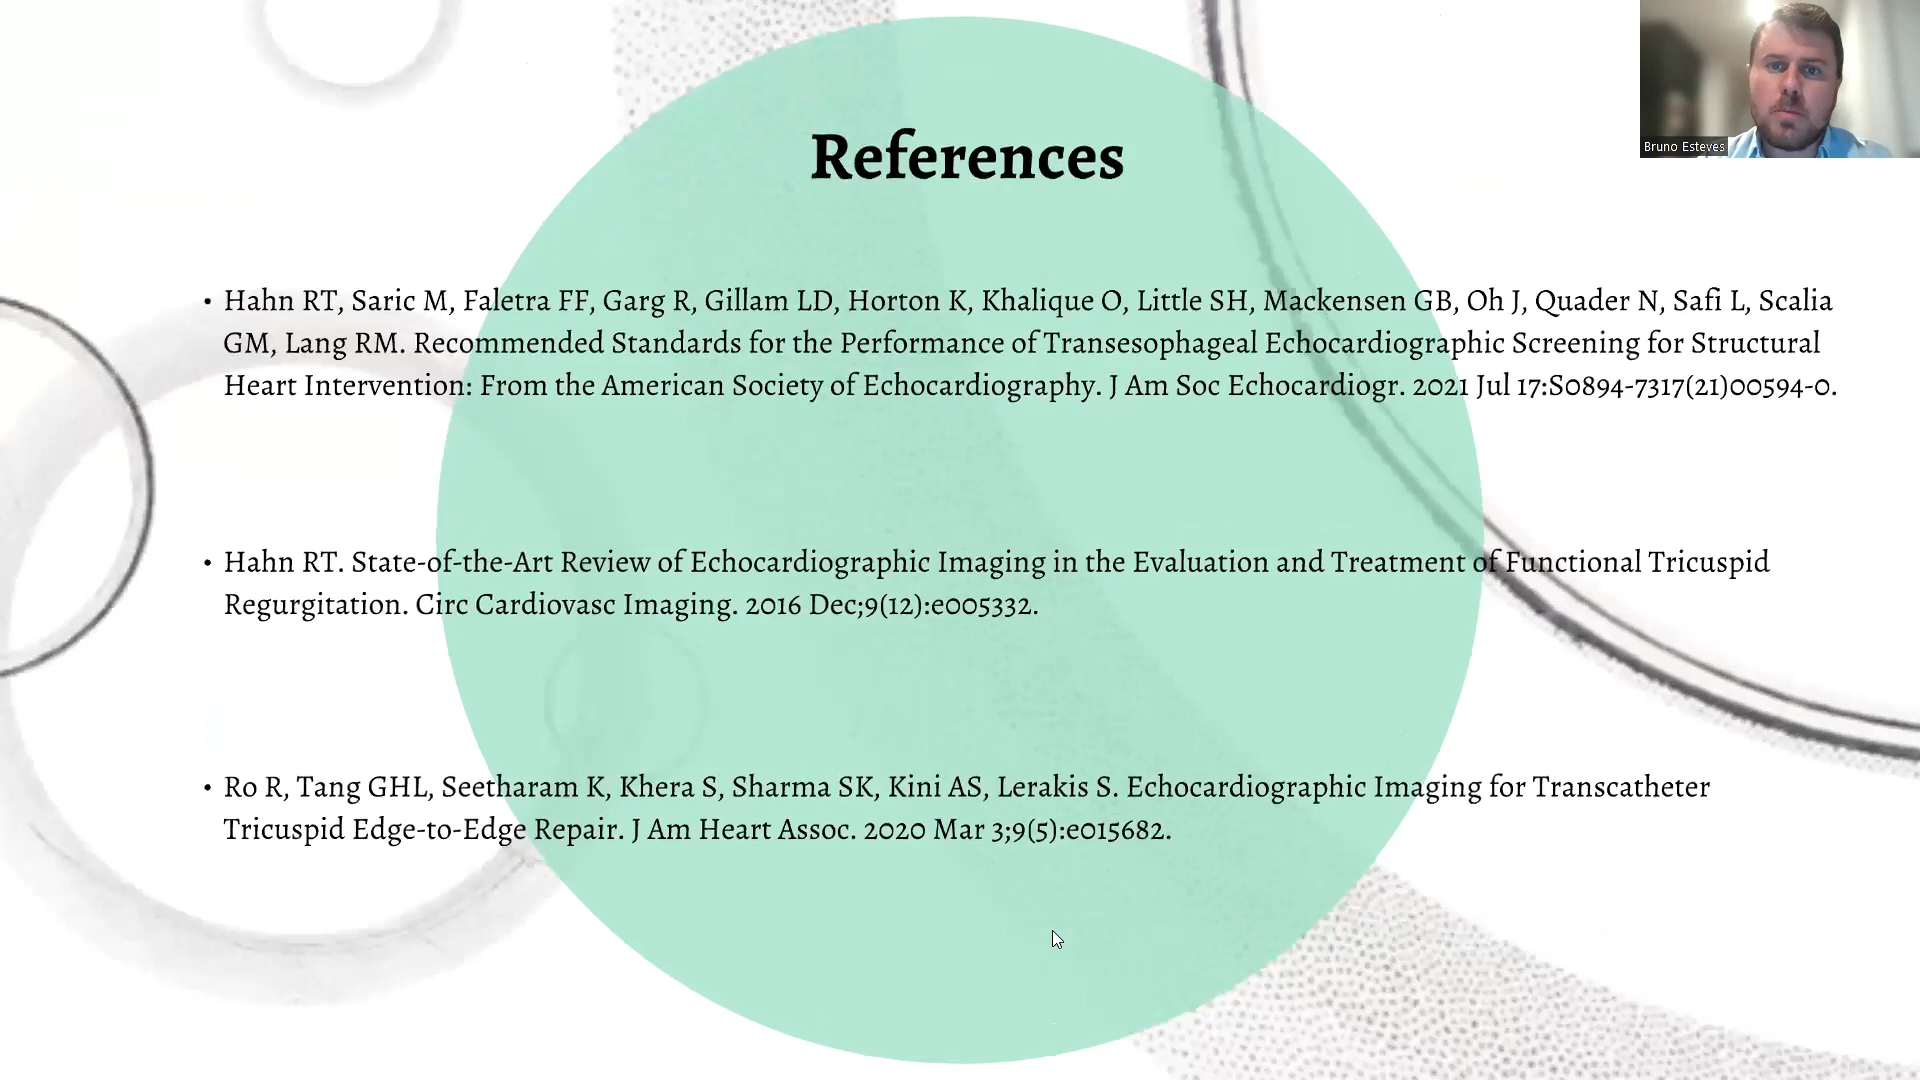 Bruno Esteves
References
• Hahn RT, Saric M, Faletra FF, Garg R, Gillam LD, Horton K, Khalique O, Little SH, Mackensen GB, Oh J, Quader N, Safi L, Scalia
GM, Lang RM. Recommended Standards for the Performance of Transesophageal Echocardiographic Screening for Structural
Heart Intervention: From the American Society of Echocardiography. J Am Soc Echocardiogr. 2021 Jul 17:S0894-7317(21)00594-0.
• Hahn RT. State-of-the-Art Review of Echocardiographic Imaging in the Evaluation and Treatment of Functional Tricuspid
Regurgitation. Circ Cardiovasc Imaging. 2016 Dec;9(12):e005332.
• Ro R, Tang GHL, Seetharam K, Khera S, Sharma SK, Kini AS, Lerakis S. Echocardiographic Imaging for Transcatheter
Tricuspid Edge-to-Edge Repair. J Am Heart Assoc. 2020 Mar 3;9(5):e015682.